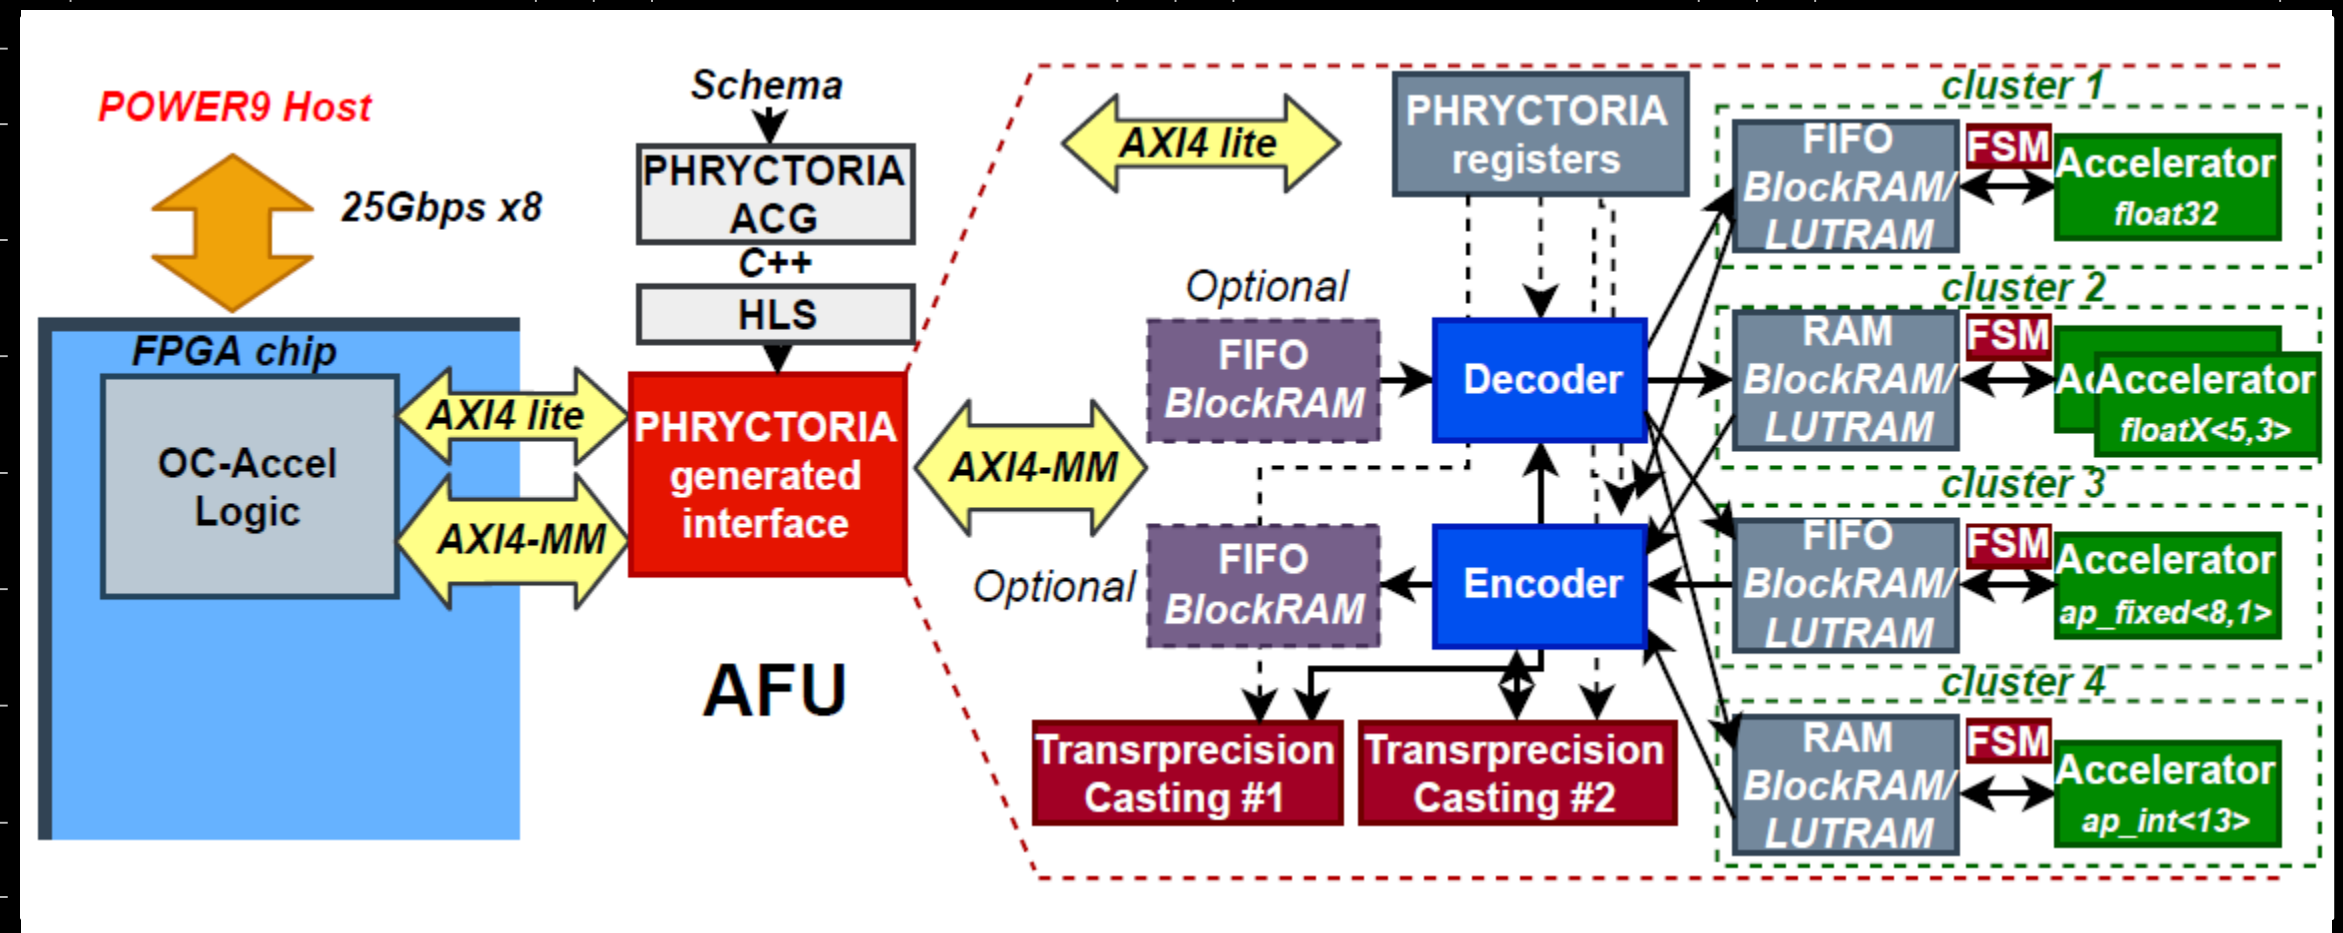 POWER9 Host
25Gbps x8
FPGA chip
OC-Accel
Logic
AXI4 lite
AXI4-MM
Schema
PHRYCTORIA
ACG
C++
HLS
PHRYCTORIA
generated
interface
AFU
AXI4 lite
AXI4-MM
PHRYCTORIA
registers
Optional
FIFO
BlockRAM
Decoder
Optional
FIFO
BlockRAM
Encoder
Transrprecision
Casting #1
Transrprecision
Casting #2
cluster 1
FIFO
BlockRAM/
LUTRAM
FSM
Accelerator
float32
cluster 2
RAM
BlockRAM/
LUTRAM
FSM
Ac
Accelerator
floatX<5,3>
cluster 3
FIFO
BlockRAM/
LUTRAM
FSM
Accelerator
ap_fixed<8,1>
cluster 4
RAM
BlockRAM/
LUTRAM
FSM
Accelerator
ap_int<13>